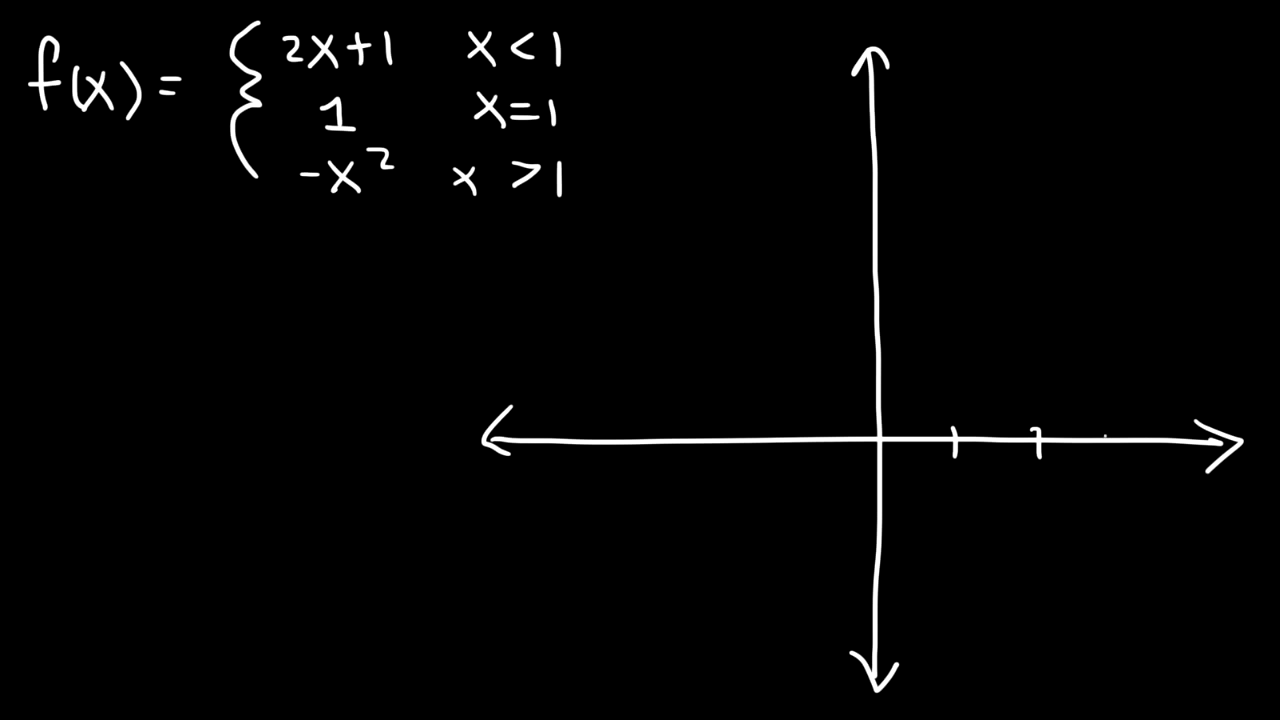 f(x) = { 2x+1 x < 1
1 x = 1
-x² x > 1